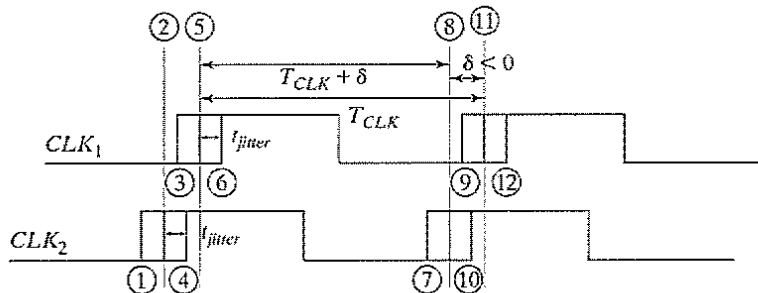 ② ⑤ ⑧ ⑪
δ < 0
T_CLK + δ
T_CLK
CLK₁
t_jitter
③ ⑥ ⑨ ⑫
CLK₂
t_jitter
① ④ ⑦ ⑩